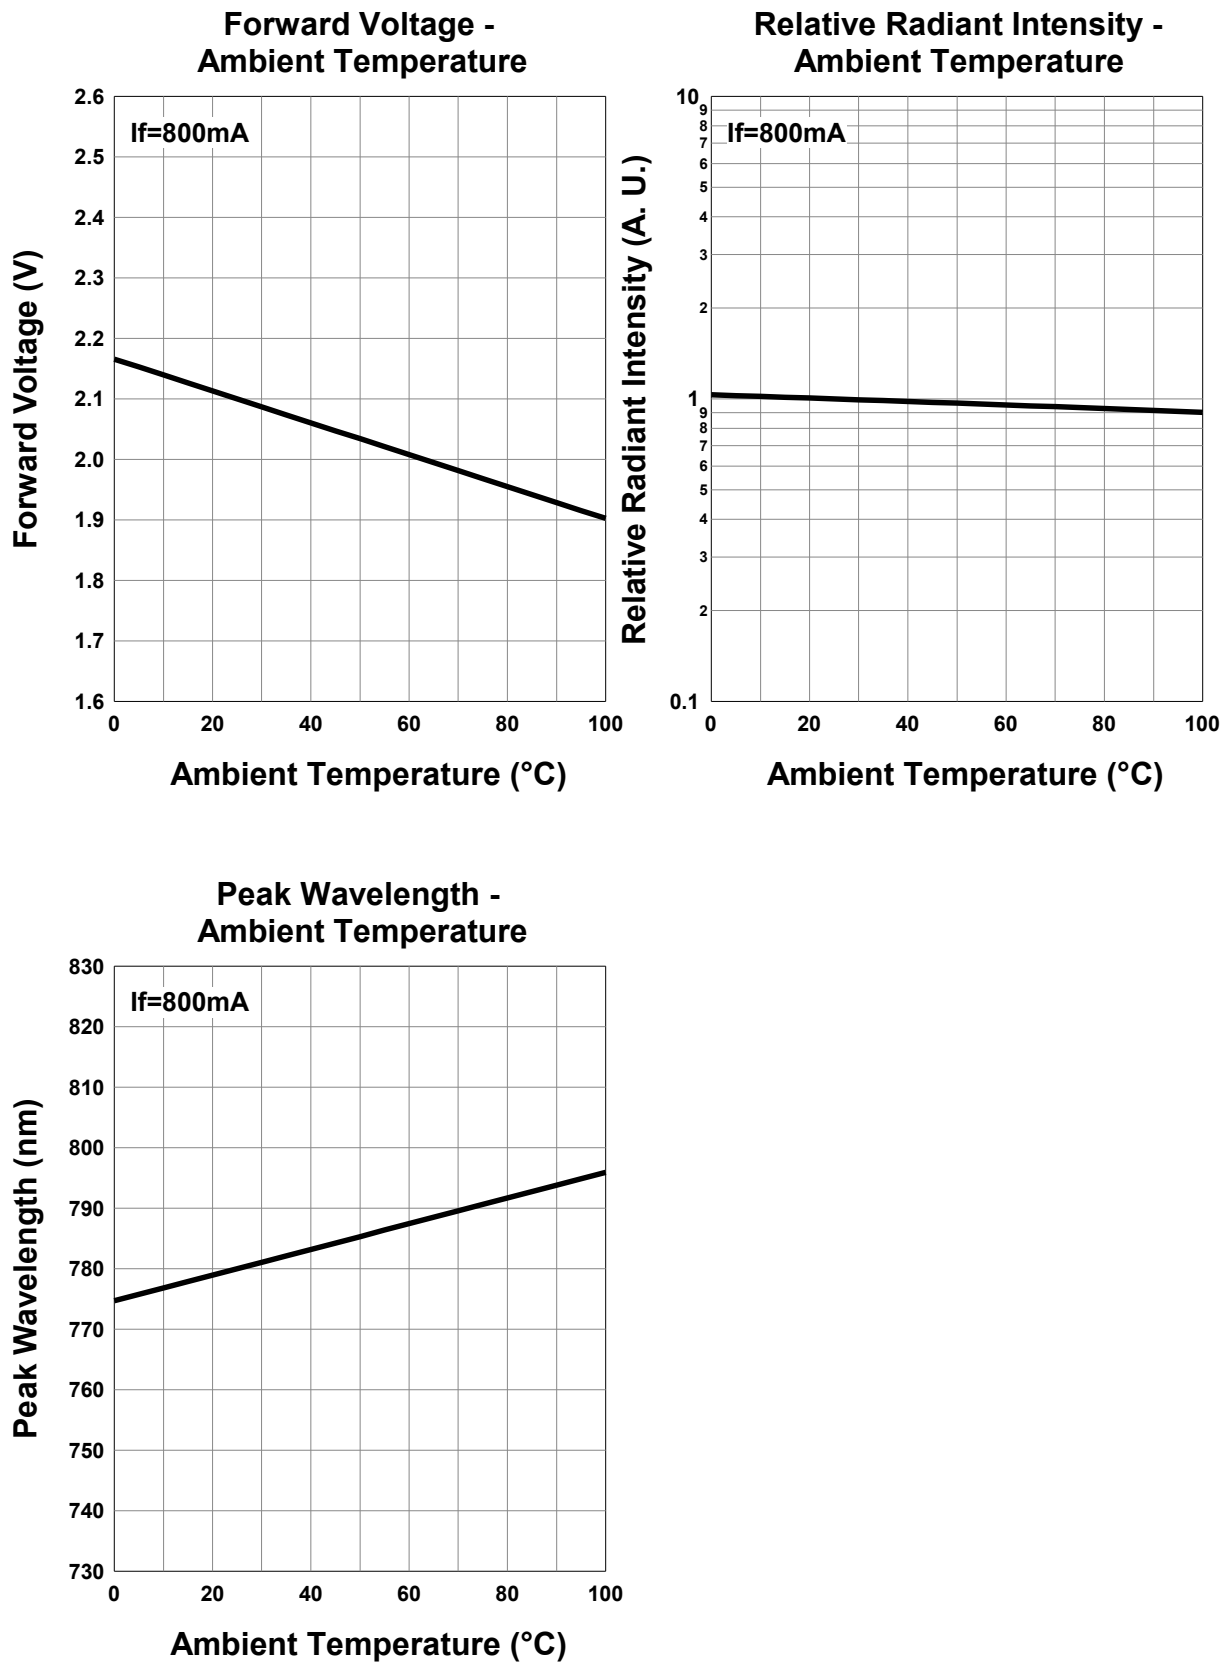 Forward Voltage -
Ambient Temperature
2.6
2.5
2.4
2.3
2.2
2.1
2.0
1.9
1.8
1.7
1.6
If=800mA
Forward Voltage (V)
0 20 40 60 80 100
Ambient Temperature (°C)
Relative Radiant Intensity -
Ambient Temperature
10
9
8
7
6
5
4
3
2
1
9
8
7
6
5
4
3
2
0.1
If=800mA
Relative Radiant Intensity (A. U.)
0 20 40 60 80 100
Ambient Temperature (°C)
Peak Wavelength -
Ambient Temperature
830
820
810
800
790
780
770
760
750
740
730
If=800mA
Peak Wavelength (nm)
0 20 40 60 80 100
Ambient Temperature (°C)